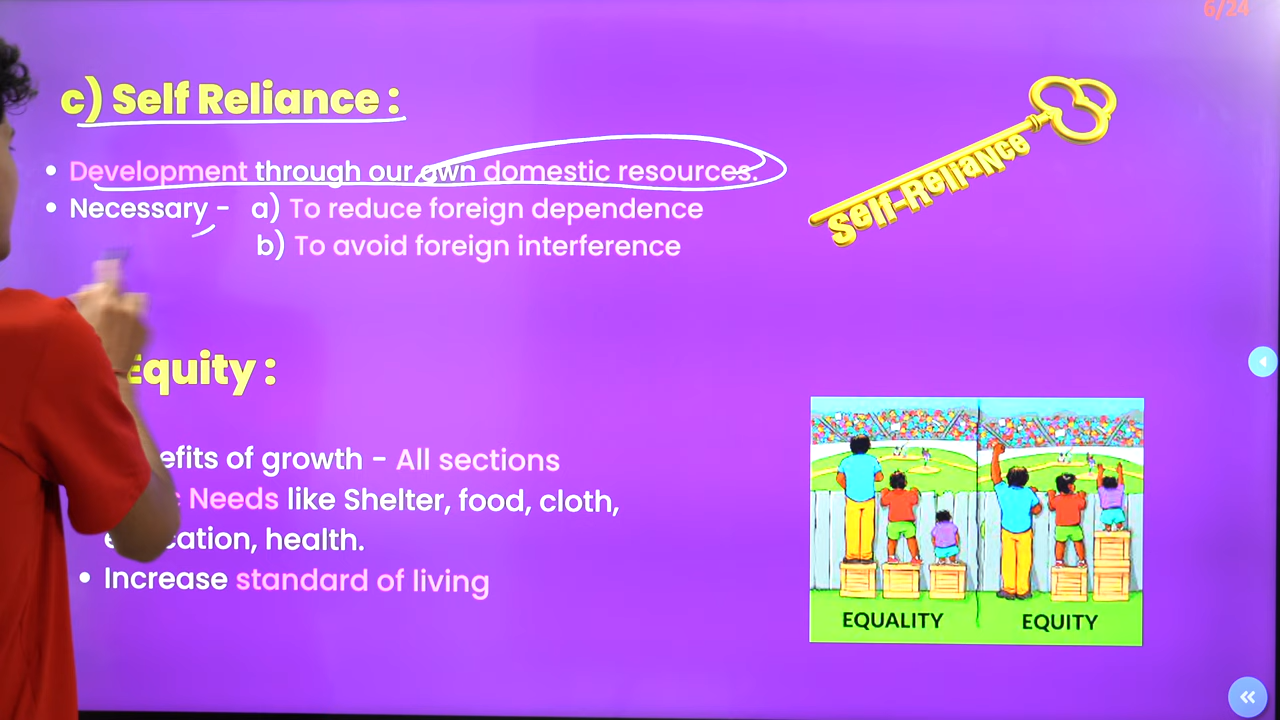 6/24
c) Self Reliance :
Self-Reliance
• Development through our own domestic resources.
• Necessary - a) To reduce foreign dependence
b) To avoid foreign interference
Equity :
of growth - All sections
Needs like Shelter, food, cloth,
health.
• Increase standard of living
EQUALITY EQUITY